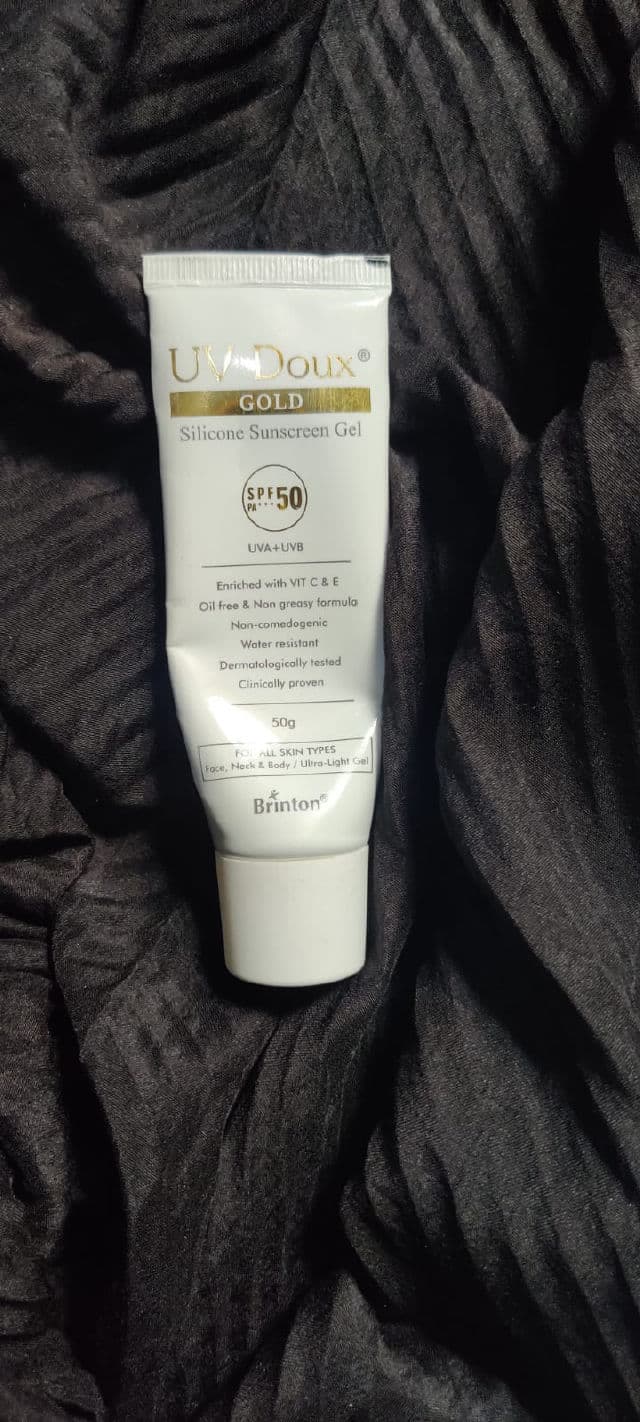 UV Doux®
GOLD
Silicone Sunscreen Gel
SPF 50
PA+++
UVA+UVB
Enriched with VIT C & E
Oil free & Non greasy formula
Non-comedogenic
Water resistant
Dermatologically tested
Clinically proven
50g
FOR ALL SKIN TYPES
Face, Neck & Body / Ultra-Light Gel
Brinton®